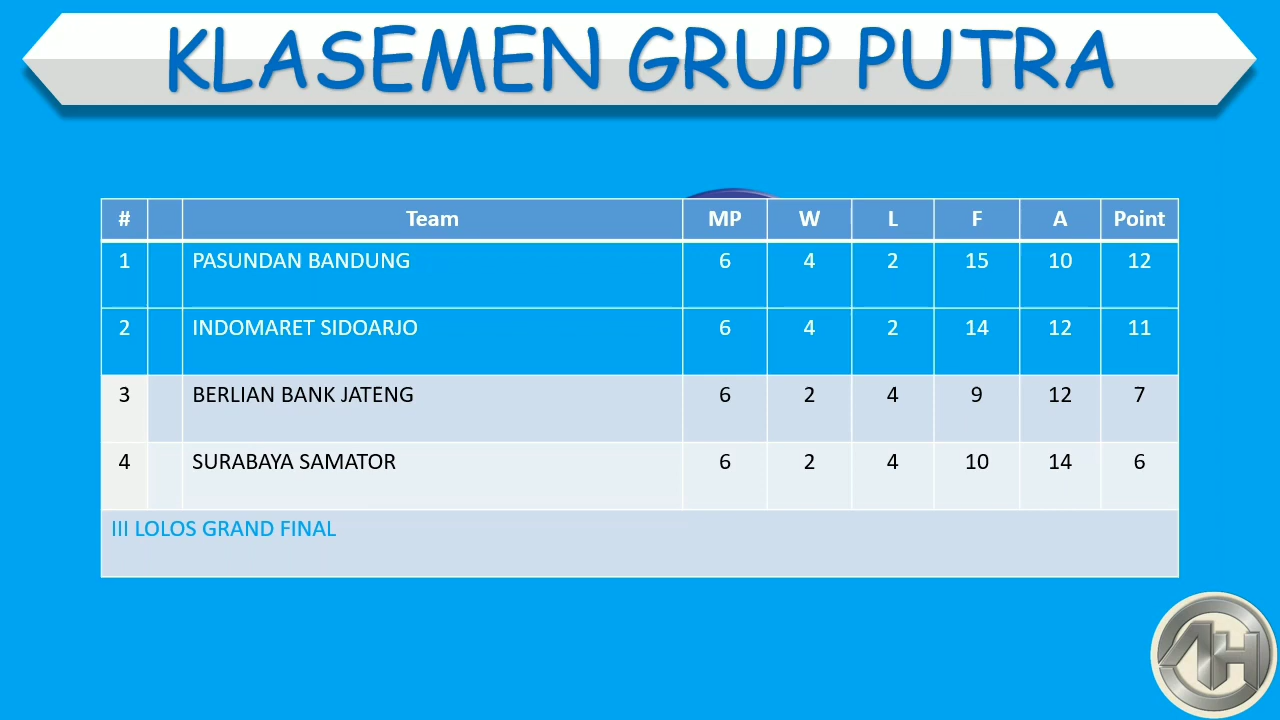 KLASEMEN GRUP PUTRA
# Team MP W L F A Point
1 PASUNDAN BANDUNG 6 4 2 15 10 12
2 INDOMARET SIDOARJO 6 4 2 14 12 11
3 BERLIAN BANK JATENG 6 2 4 9 12 7
4 SURABAYA SAMATOR 6 2 4 10 14 6
III LOLOS GRAND FINAL